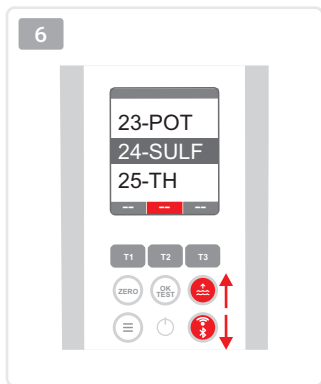 6
23-POT
24-SULF
25-TH
-- -- --
T1 T2 T3
ZERO OK
TEST